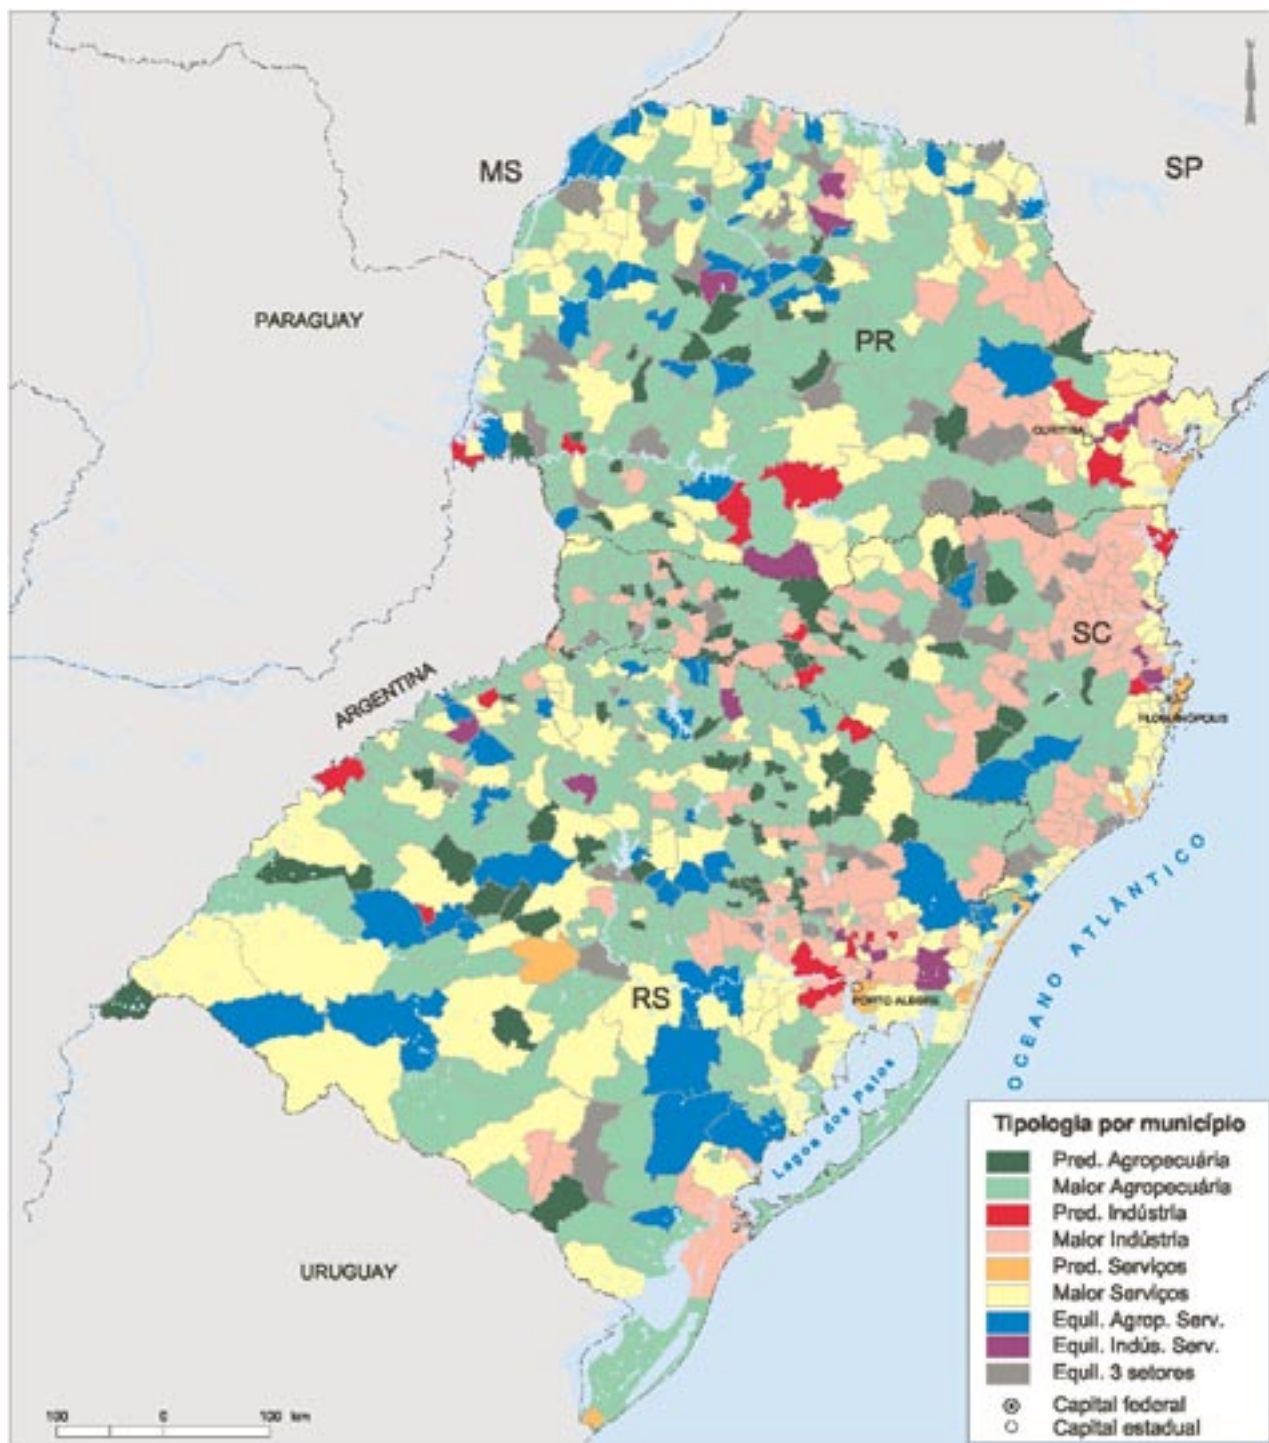 MS
SP
PARAGUAY
PR
CURITIBA
SC
ARGENTINA
FLORIANÓPOLIS
OCEANO ATLÂNTICO
RS
PORTO ALEGRE
Lagoa dos Patos
URUGUAY
Tipologia por município
Pred. Agropecuária
Maior Agropecuária
Pred. Indústria
Maior Indústria
Pred. Serviços
Maior Serviços
Equil. Agrop. Serv.
Equil. Indús. Serv.
Equil. 3 setores
Capital federal
Capital estadual
100 0 100 km